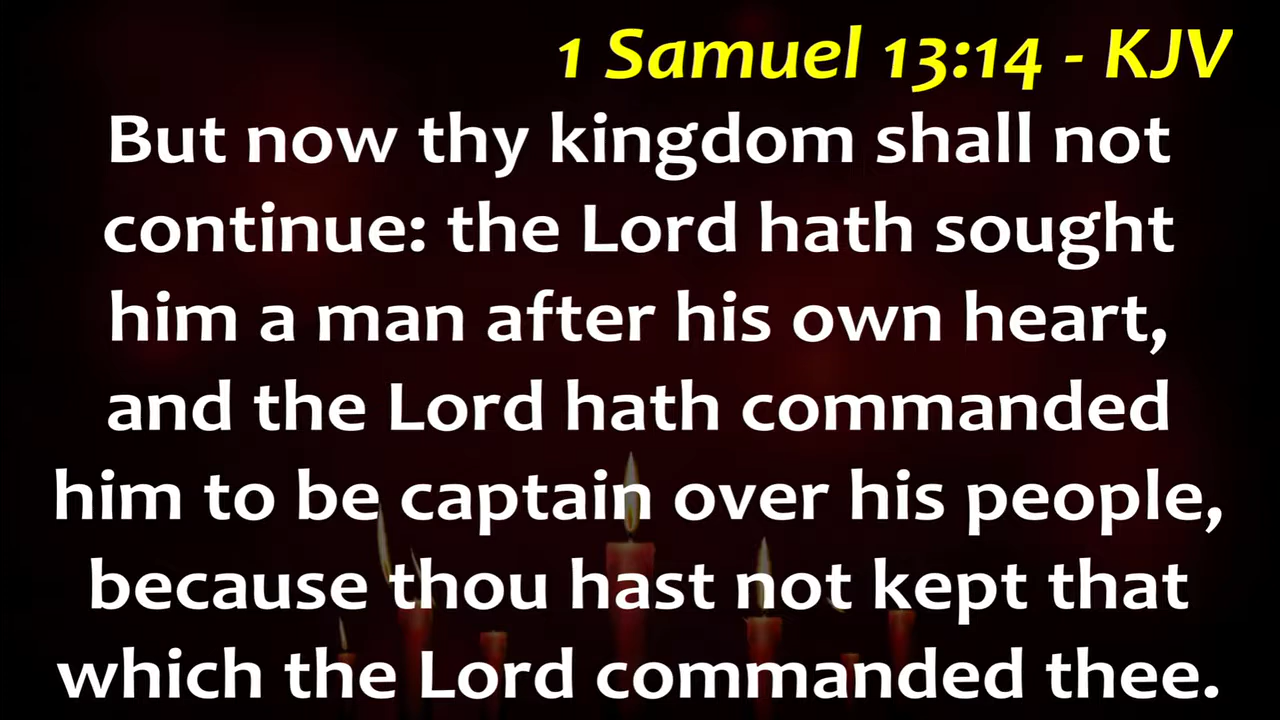 1 Samuel 13:14 - KJV
But now thy kingdom shall not
continue: the Lord hath sought
him a man after his own heart,
and the Lord hath commanded
him to be captain over his people,
because thou hast not kept that
which the Lord commanded thee.